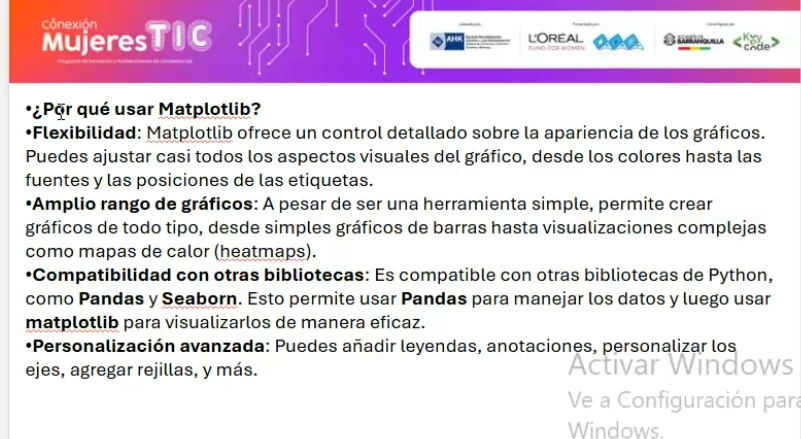 conexión
MujeresTIC
AHK
L'ORÉAL
FUND FOR WOMEN
BARRANQUILLA
Key
code
•¿Por qué usar Matplotlib?
•Flexibilidad: Matplotlib ofrece un control detallado sobre la apariencia de los gráficos.
Puedes ajustar casi todos los aspectos visuales del gráfico, desde los colores hasta las
fuentes y las posiciones de las etiquetas.
•Amplio rango de gráficos: A pesar de ser una herramienta simple, permite crear
gráficos de todo tipo, desde simples gráficos de barras hasta visualizaciones complejas
como mapas de calor (heatmaps).
•Compatibilidad con otras bibliotecas: Es compatible con otras bibliotecas de Python,
como Pandas y Seaborn. Esto permite usar Pandas para manejar los datos y luego usar
matplotlib para visualizarlos de manera eficaz.
•Personalización avanzada: Puedes añadir leyendas, anotaciones, personalizar los
ejes, agregar rejillas, y más.
Activar Windows
Ve a Configuración para
Windows.